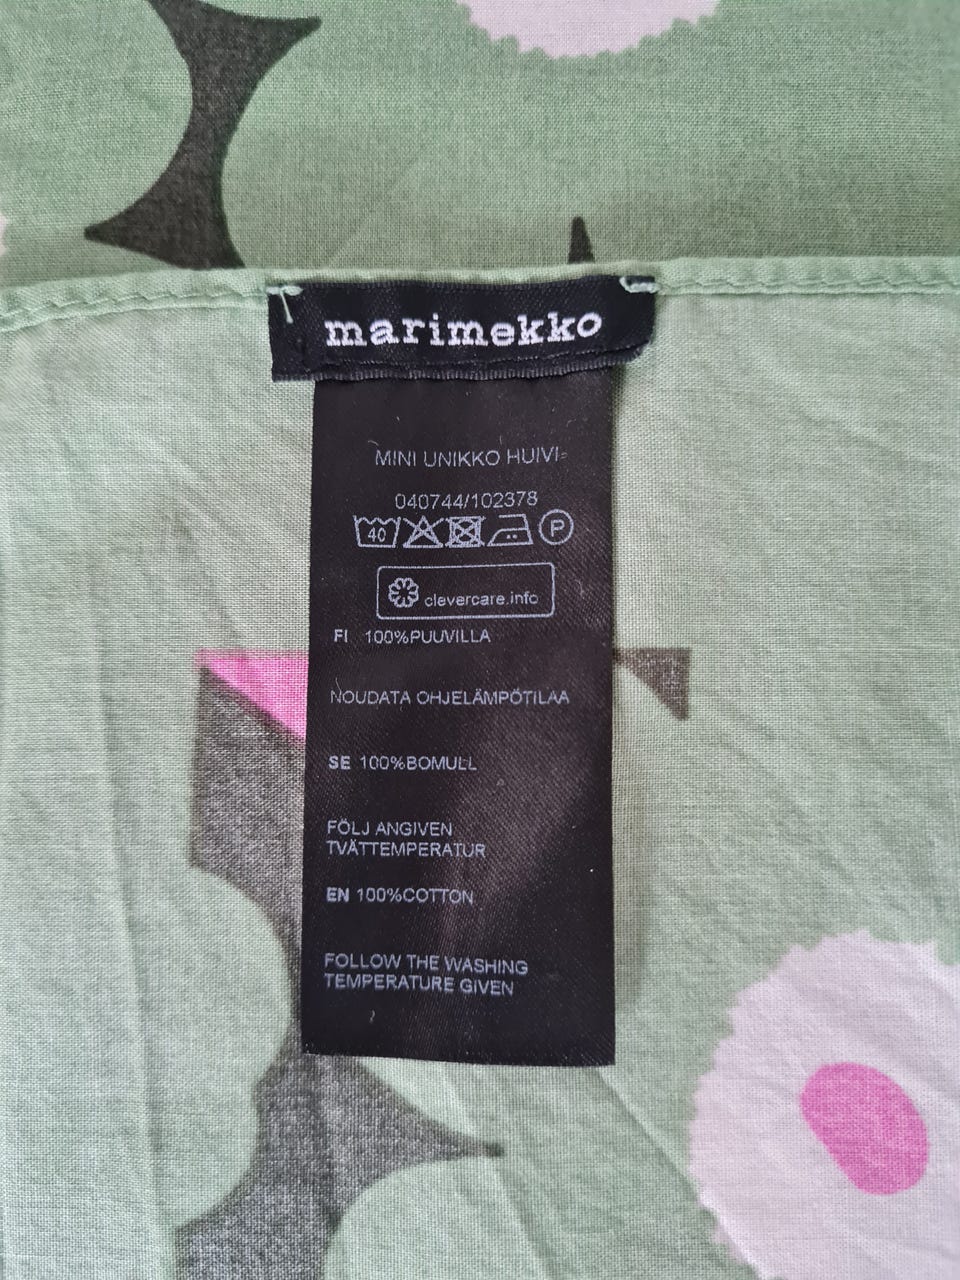 marimekko
MINI UNIKKO HUIVI
040744/102378
40 P
clevercare.info
FI 100%PUUVILLA
NOUDATA OHJELÄMPÖTILAA
SE 100%BOMULL
FÖLJ ANGIVEN
TVÄTTEMPERATUR
EN 100%COTTON
FOLLOW THE WASHING
TEMPERATURE GIVEN